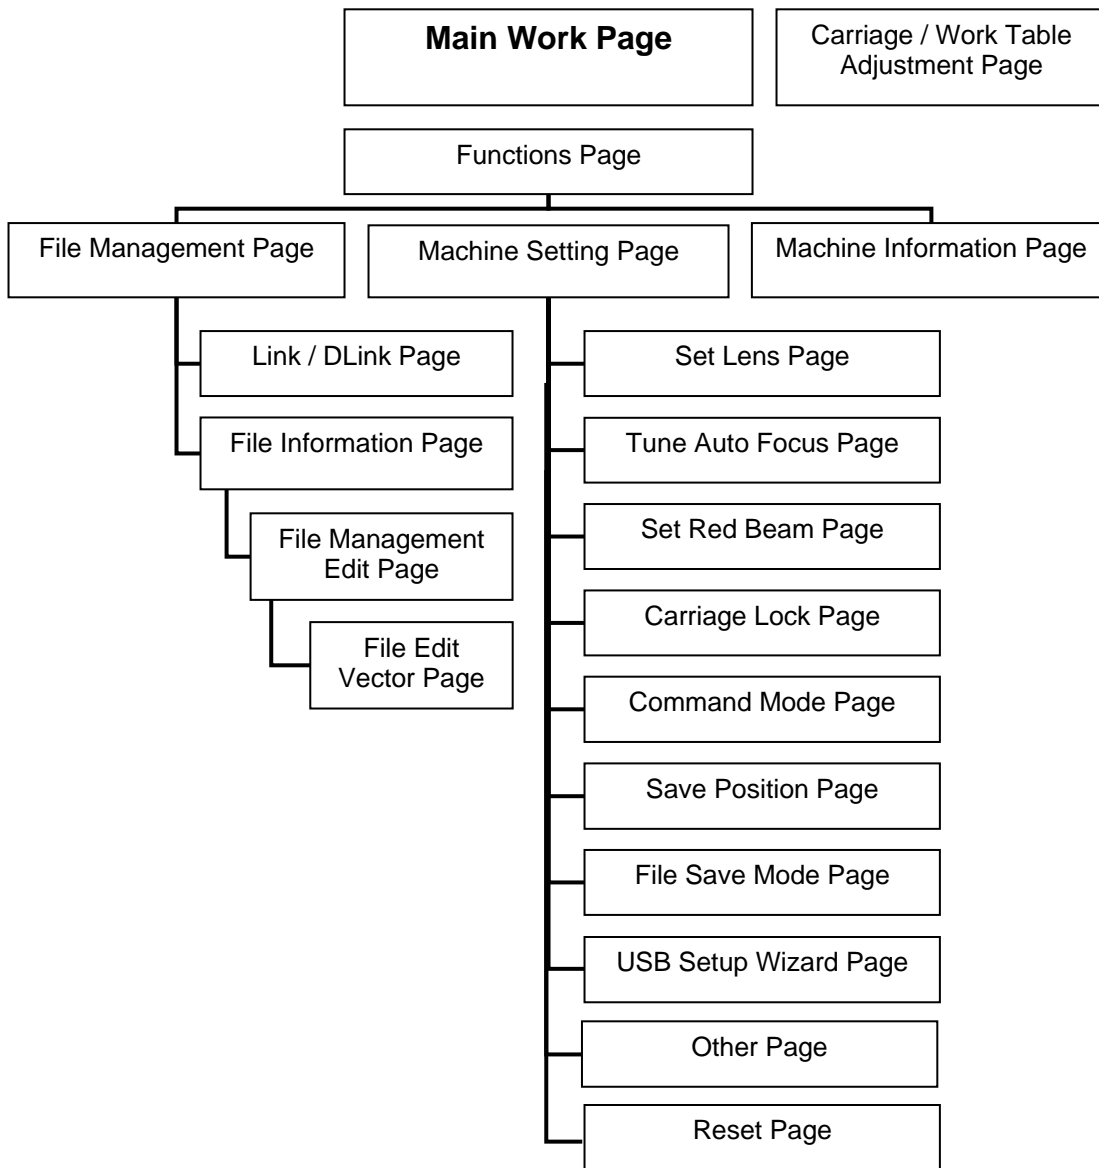 Main Work Page
Carriage / Work Table
Adjustment Page
Functions Page
File Management Page
Machine Setting Page
Machine Information Page
Link / DLink Page
File Information Page
File Management
Edit Page
File Edit
Vector Page
Set Lens Page
Tune Auto Focus Page
Set Red Beam Page
Carriage Lock Page
Command Mode Page
Save Position Page
File Save Mode Page
USB Setup Wizard Page
Other Page
Reset Page